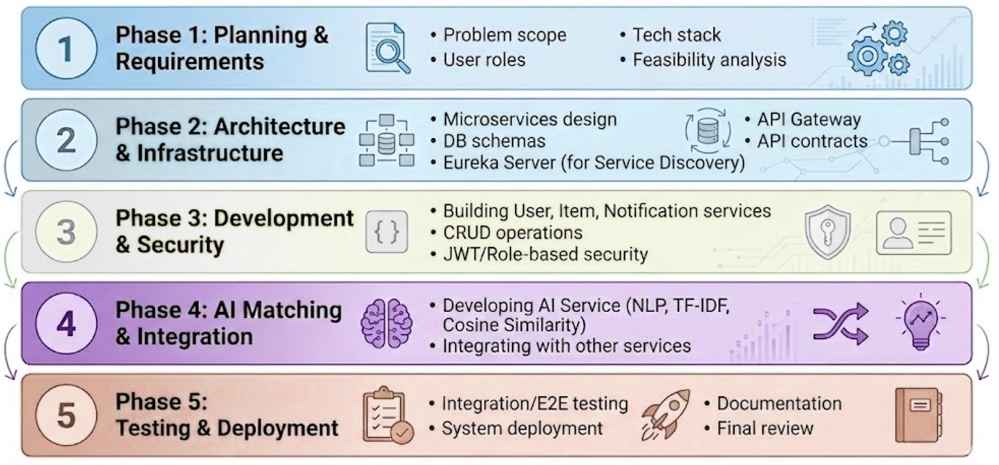 1
Phase 1: Planning &
Requirements
• Problem scope
• User roles
• Tech stack
• Feasibility analysis
2
Phase 2: Architecture
& Infrastructure
• Microservices design
• DB schemas
• Eureka Server (for Service Discovery)
• API Gateway
• API contracts
3
Phase 3: Development
& Security
{ }
• Building User, Item, Notification services
• CRUD operations
• JWT/Role-based security
4
Phase 4: AI Matching
& Integration
• Developing AI Service (NLP, TF-IDF,
Cosine Similarity)
• Integrating with other services
5
Phase 5:
Testing & Deployment
• Integration/E2E testing
• System deployment
• Documentation
• Final review